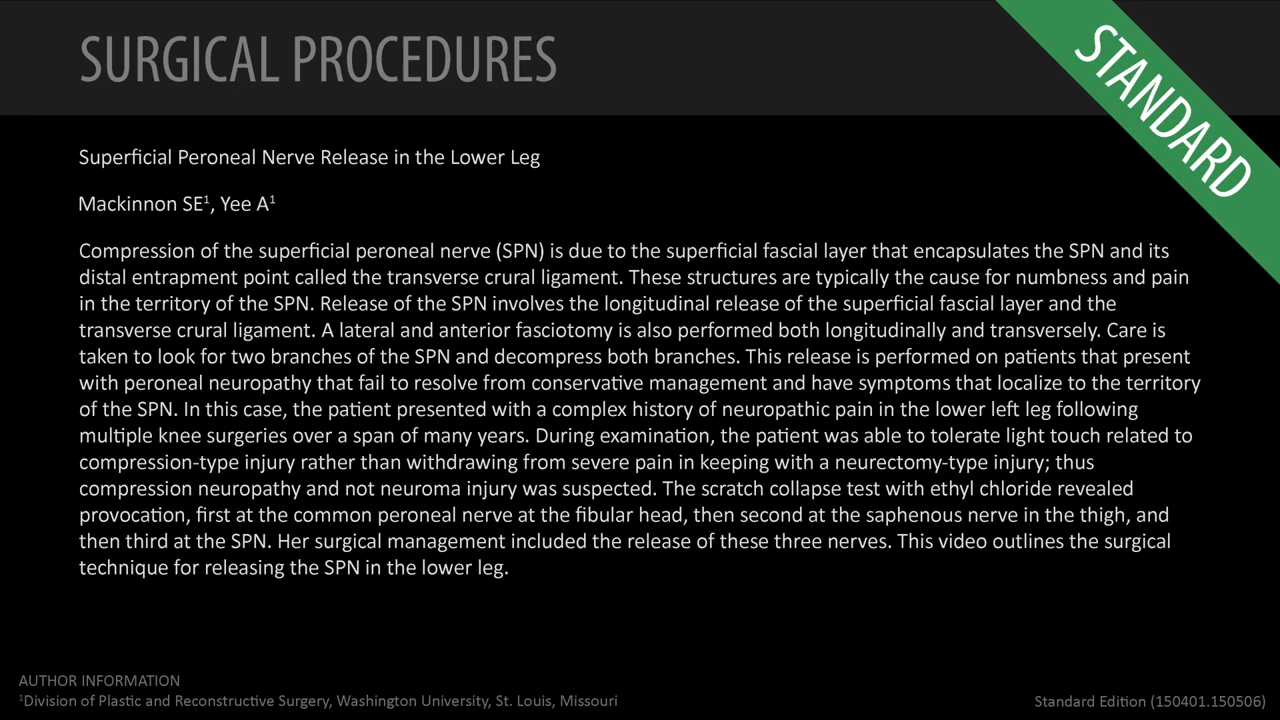 SURGICAL PROCEDURES
STANDARD
Superficial Peroneal Nerve Release in the Lower Leg
Mackinnon SE¹, Yee A¹
Compression of the superficial peroneal nerve (SPN) is due to the superficial fascial layer that encapsulates the SPN and its
distal entrapment point called the transverse crural ligament. These structures are typically the cause for numbness and pain
in the territory of the SPN. Release of the SPN involves the longitudinal release of the superficial fascial layer and the
transverse crural ligament. A lateral and anterior fasciotomy is also performed both longitudinally and transversely. Care is
taken to look for two branches of the SPN and decompress both branches. This release is performed on patients that present
with peroneal neuropathy that fail to resolve from conservative management and have symptoms that localize to the territory
of the SPN. In this case, the patient presented with a complex history of neuropathic pain in the lower left leg following
multiple knee surgeries over a span of many years. During examination, the patient was able to tolerate light touch related to
compression-type injury rather than withdrawing from severe pain in keeping with a neurectomy-type injury; thus
compression neuropathy and not neuroma injury was suspected. The scratch collapse test with ethyl chloride revealed
provocation, first at the common peroneal nerve at the fibular head, then second at the saphenous nerve in the thigh, and
then third at the SPN. Her surgical management included the release of these three nerves. This video outlines the surgical
technique for releasing the SPN in the lower leg.
AUTHOR INFORMATION
¹Division of Plastic and Reconstructive Surgery, Washington University, St. Louis, Missouri
Standard Edition (150401.150506)